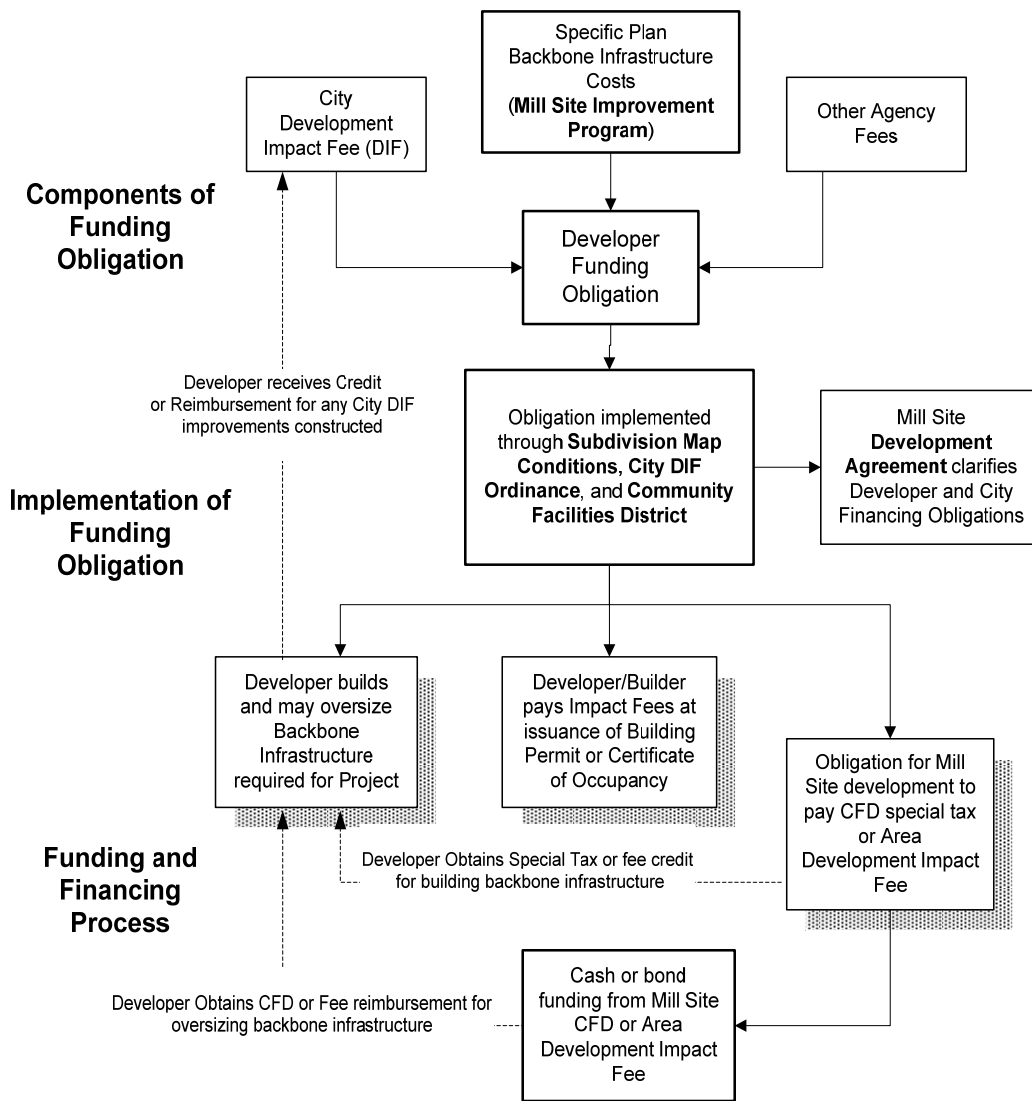 Specific Plan
Backbone Infrastructure
Costs
(Mill Site Improvement
Program)
City
Development
Impact Fee (DIF)
Other Agency
Fees
Components of
Funding
Obligation
Developer
Funding
Obligation
Developer receives Credit
or Reimbursement for any City DIF
improvements constructed
Obligation implemented
through Subdivision Map
Conditions, City DIF
Ordinance, and Community
Facilities District
Mill Site
Development
Agreement clarifies
Developer and City
Financing Obligations
Implementation of
Funding
Obligation
Developer builds
and may oversize
Backbone
Infrastructure
required for Project
Developer/Builder
pays Impact Fees at
issuance of Building
Permit or Certificate
of Occupancy
Obligation for Mill
Site development to
pay CFD special tax
or Area
Development Impact
Fee
Funding and
Financing
Process
Developer Obtains Special Tax or fee credit
for building backbone infrastructure
Developer Obtains CFD or Fee reimbursement for
oversizing backbone infrastructure
Cash or bond
funding from Mill Site
CFD or Area
Development Impact
Fee